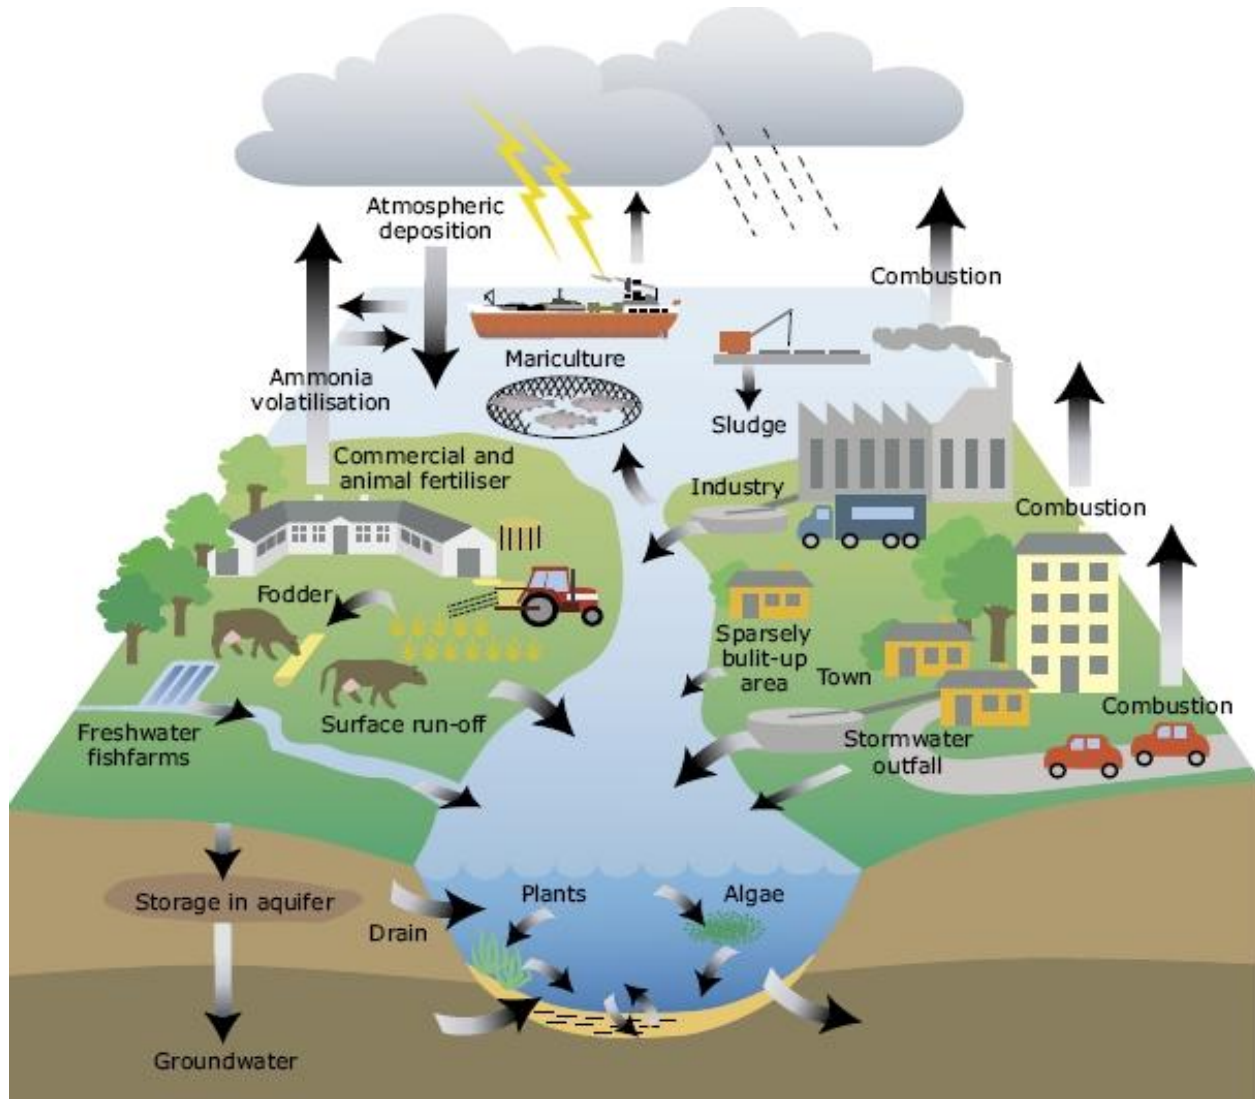 Atmospheric
deposition
Combustion
Mariculture
Ammonia
volatilisation
Sludge
Commercial and
animal fertiliser
Industry
Combustion
Fodder
Sparsely
bulit-up
area
Town
Surface run-off
Freshwater
fishfarms
Combustion
Stormwater
outfall
Plants
Algae
Storage in aquifer
Drain
Groundwater